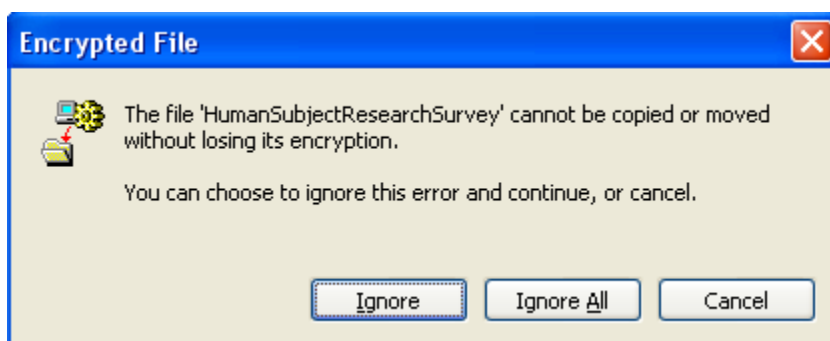 Encrypted File
The file 'HumanSubjectResearchSurvey' cannot be copied or moved
without losing its encryption.
You can choose to ignore this error and continue, or cancel.
Ignore
Ignore All
Cancel